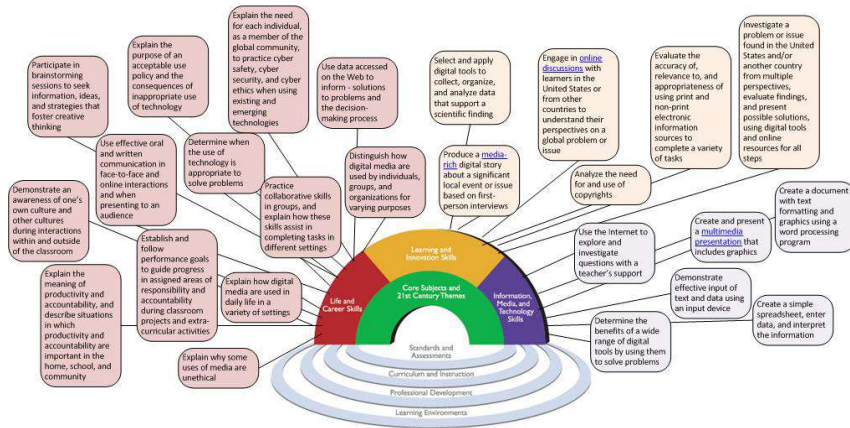 Participate in
brainstorming
sessions to seek
information, ideas,
and strategies that
foster creative
thinking
Explain the
purpose of an
acceptable use
policy and the
consequences of
inappropriate use
of technology
Explain the need
for each individual,
as a member of the
global community,
to practice cyber
safety, cyber
security, and cyber
ethics when using
existing and
emerging
technologies
Use data accessed
on the Web to
inform - solutions
to problems and
the decision-
making process
Select and apply
digital tools to
collect, organize,
and analyze data
that support a
scientific finding
Engage in online
discussions with
learners in the
United States or
from other
countries to
understand their
perspectives on a
global problem or
issue
Evaluate the
accuracy of,
relevance to, and
appropriateness of
using print and
non-print
electronic
information
sources to
complete a variety
of tasks
Investigate a
problem or issue
found in the United
States and/or
another country
from multiple
perspectives,
evaluate findings,
and present
possible solutions,
using digital tools
and online
resources for all
steps
Use effective oral
and written
communication in
face-to-face and
online interactions
and when
presenting to an
audience
Determine when
the use of
technology is
appropriate to
solve problems
Distinguish how
digital media are
used by individuals,
groups, and
organizations for
varying purposes
Produce a media-
rich digital story
about a significant
local event or issue
based on first-
person interviews
Analyze the need
for and use of
copyrights
Create a document
with text
formatting and
graphics using a
word processing
program
Demonstrate an
awareness of one's
own culture and
other cultures
during interactions
within and outside
of the classroom
Practice
collaborative skills
in groups, and
explain how these
skills assist in
completing tasks in
different settings
Use the Internet to
explore and
investigate
questions with a
teacher's support
Create and present
a multimedia
presentation that
includes graphics
Establish and
follow
performance goals
to guide progress
in assigned areas of
responsibility and
accountability
during classroom
projects and extra-
curricular activities
Explain the
meaning of
productivity and
accountability, and
describe situations
in which
productivity and
accountability are
important in the
home, school, and
community
Explain how digital
media are used in
daily life in a
variety of settings
Explain why some
uses of media are
unethical
Demonstrate
effective input of
text and data using
an input device
Determine the
benefits of a wide
range of digital
tools by using them
to solve problems
Create a simple
spreadsheet, enter
data, and interpret
the information
Learning and
Innovation Skills
Life and
Career Skills
Core Subjects and
21st Century Themes
Information,
Media, and
Technology
Skills
Standards and
Assessments
Curriculum and Instruction
Professional Development
Learning Environments